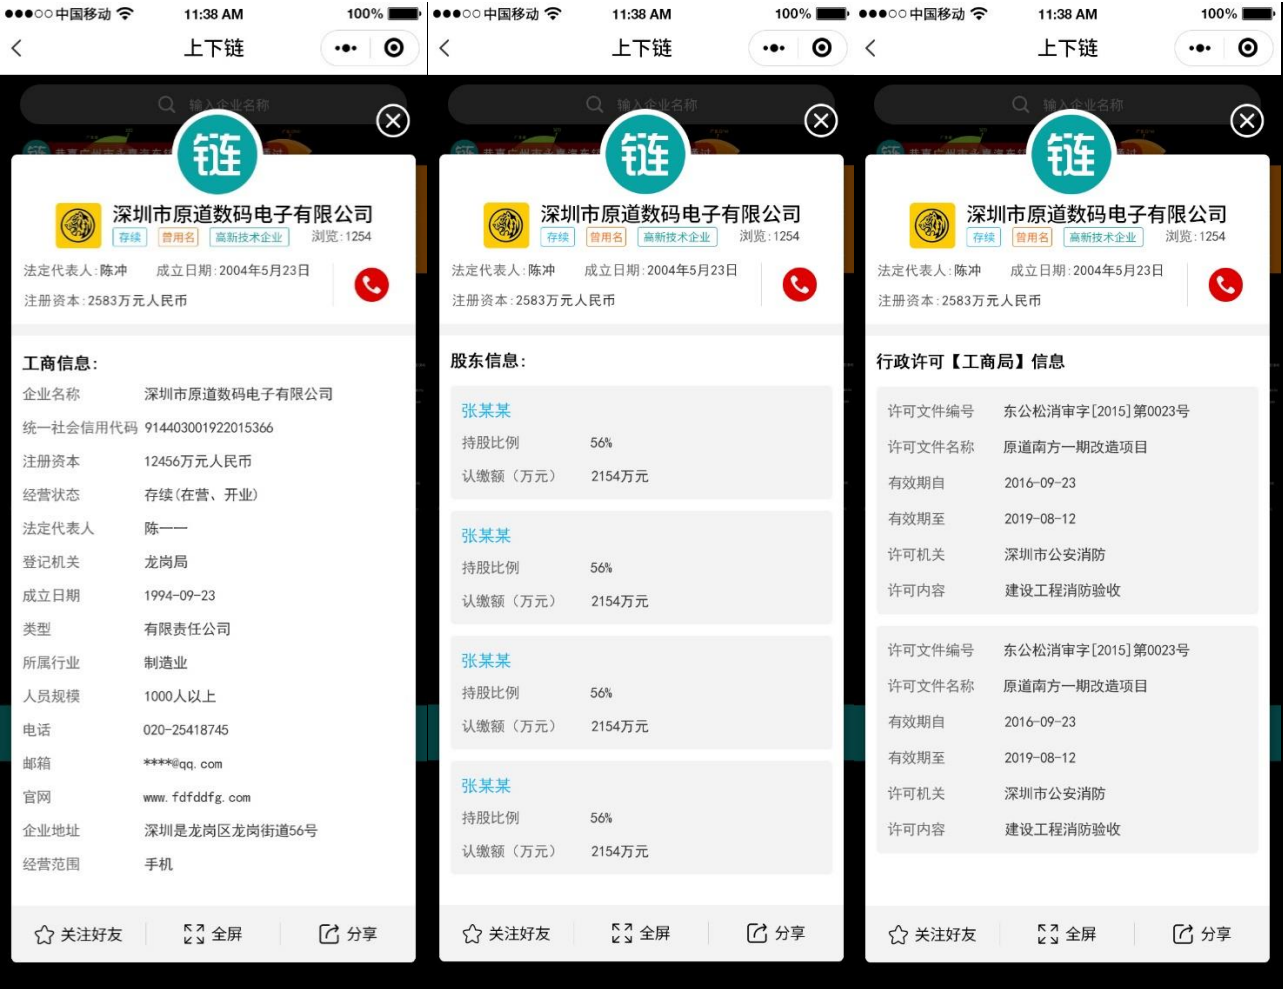 中国移动 11:38 AM 100%
上下链
输入企业名称
链
深圳市原道数码电子有限公司
存续 曾用名 高新技术企业 浏览:1254
法定代表人:陈冲 成立日期:2004年5月23日
注册资本:2583万元人民币
工商信息:
企业名称 深圳市原道数码电子有限公司
统一社会信用代码 914403001922015366
注册资本 12456万元人民币
经营状态 存续(在营、开业)
法定代表人 陈一一
登记机关 龙岗局
成立日期 1994-09-23
类型 有限责任公司
所属行业 制造业
人员规模 1000人以上
电话 020-25418745
邮箱 ****@qq.com
官网 www.fdfddfg.com
企业地址 深圳是龙岗区龙岗街道56号
经营范围 手机
关注好友 全屏 分享
中国移动 11:38 AM 100%
上下链
输入企业名称
链
深圳市原道数码电子有限公司
存续 曾用名 高新技术企业 浏览:1254
法定代表人:陈冲 成立日期:2004年5月23日
注册资本:2583万元人民币
股东信息:
张某某
持股比例 56%
认缴额（万元） 2154万元
张某某
持股比例 56%
认缴额（万元） 2154万元
张某某
持股比例 56%
认缴额（万元） 2154万元
张某某
持股比例 56%
认缴额（万元） 2154万元
关注好友 全屏 分享
中国移动 11:38 AM 100%
上下链
输入企业名称
链
深圳市原道数码电子有限公司
存续 曾用名 高新技术企业 浏览:1254
法定代表人:陈冲 成立日期:2004年5月23日
注册资本:2583万元人民币
行政许可【工商局】信息
许可文件编号 东公松消审字[2015]第0023号
许可文件名称 原道南方一期改造项目
有效期自 2016-09-23
有效期至 2019-08-12
许可机关 深圳市公安消防
许可内容 建设工程消防验收
许可文件编号 东公松消审字[2015]第0023号
许可文件名称 原道南方一期改造项目
有效期自 2016-09-23
有效期至 2019-08-12
许可机关 深圳市公安消防
许可内容 建设工程消防验收
关注好友 全屏 分享